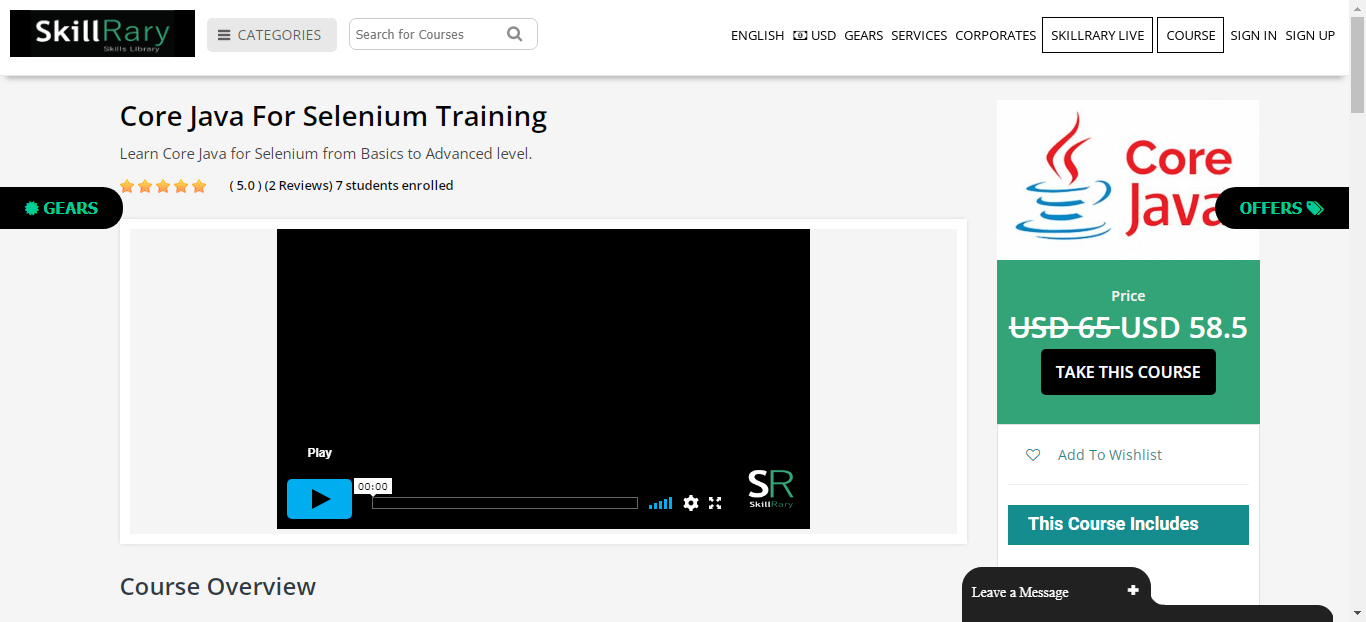 SkillRary
Skills Library
CATEGORIES
Search for Courses
ENGLISH USD GEARS SERVICES CORPORATES SKILLRARY LIVE COURSE SIGN IN SIGN UP
Core Java For Selenium Training
Learn Core Java for Selenium from Basics to Advanced level.
( 5.0 ) (2 Reviews) 7 students enrolled
GEARS
Core
Java
OFFERS
Price
USD 65 USD 58.5
TAKE THIS COURSE
Add To Wishlist
This Course Includes
Play
00:00
SR
SkillRary
Course Overview
Leave a Message